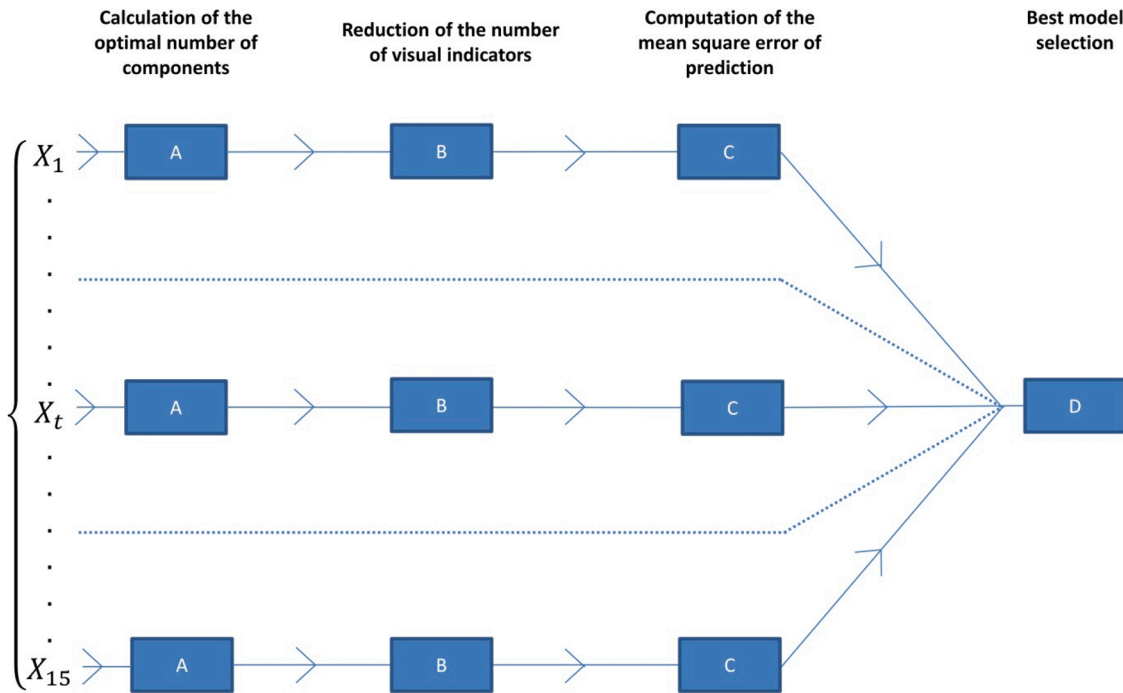 Calculation of the
optimal number of
components
Reduction of the number
of visual indicators
Computation of the
mean square error of
prediction
Best model
selection
X₁
A
B
C
Xₜ
A
B
C
D
X₁₅
A
B
C